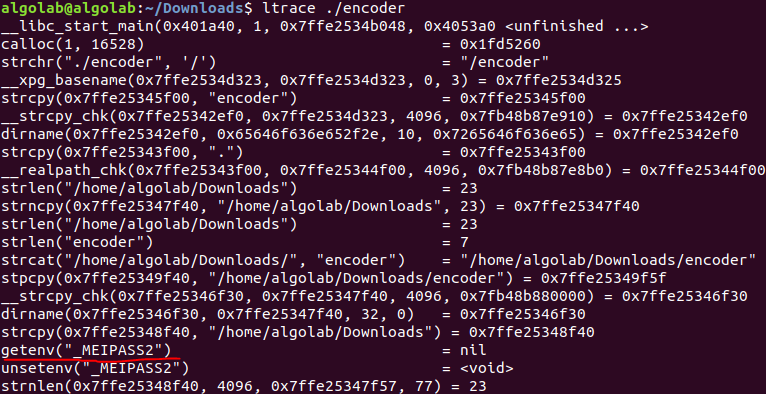 algolab@algolab:~/Downloads$ ltrace ./encoder
__libc_start_main(0x401a40, 1, 0x7ffe2534b048, 0x4053a0 <unfinished ...>
calloc(1, 16528) = 0x1fd5260
strchr("./encoder", '/') = "/encoder"
__xpg_basename(0x7ffe2534d323, 0x7ffe2534d323, 0, 3) = 0x7ffe2534d325
strcpy(0x7ffe25345f00, "encoder") = 0x7ffe25345f00
__strcpy_chk(0x7ffe25342ef0, 0x7ffe2534d323, 4096, 0x7fb48b87e910) = 0x7ffe25342ef0
dirname(0x7ffe25342ef0, 0x65646f636e652f2e, 10, 0x7265646f636e65) = 0x7ffe25342ef0
strcpy(0x7ffe25343f00, ".") = 0x7ffe25343f00
__realpath_chk(0x7ffe25343f00, 0x7ffe25344f00, 4096, 0x7fb48b87e8b0) = 0x7ffe25344f00
strlen("/home/algolab/Downloads") = 23
strncpy(0x7ffe25347f40, "/home/algolab/Downloads", 23) = 0x7ffe25347f40
strlen("/home/algolab/Downloads") = 23
strlen("encoder") = 7
strcat("/home/algolab/Downloads/", "encoder") = "/home/algolab/Downloads/encoder"
stpcpy(0x7ffe25349f40, "/home/algolab/Downloads/encoder") = 0x7ffe25349f5f
__strcpy_chk(0x7ffe25346f30, 0x7ffe25347f40, 4096, 0x7fb48b880000) = 0x7ffe25346f30
dirname(0x7ffe25346f30, 0x7ffe25347f40, 32, 0) = 0x7ffe25346f30
strcpy(0x7ffe25348f40, "/home/algolab/Downloads") = 0x7ffe25348f40
getenv("_MEIPASS2") = nil
unsetenv("_MEIPASS2") = <void>
strnlen(0x7ffe25348f40, 4096, 0x7ffe25347f57, 77) = 23